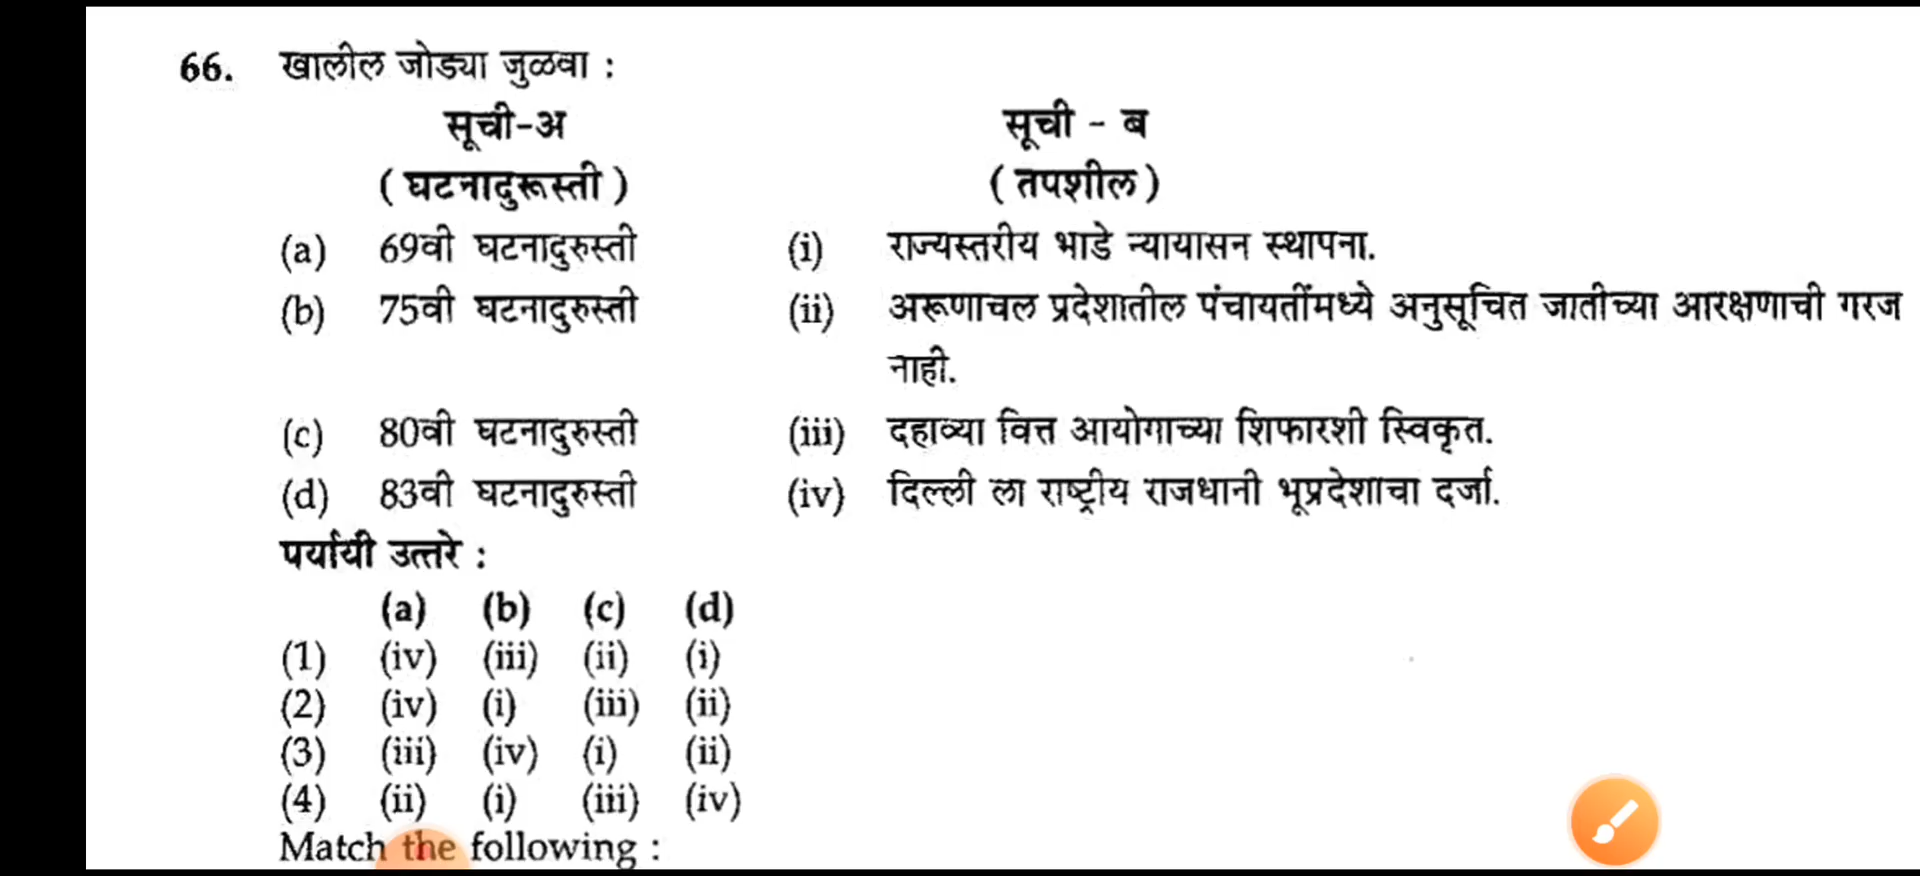 66. खालील जोड्या जुळवा :
सूची-अ सूची - ब
( घटनादुरूस्ती ) ( तपशील )
(a) 69वी घटनादुरुस्ती (i) राज्यस्तरीय भाडे न्यायासन स्थापना.
(b) 75वी घटनादुरुस्ती (ii) अरूणाचल प्रदेशातील पंचायतींमध्ये अनुसूचित जातीच्या आरक्षणाची गरज
नाही.
(c) 80वी घटनादुरुस्ती (iii) दहाव्या वित्त आयोगाच्या शिफारशी स्विकृत.
(d) 83वी घटनादुरुस्ती (iv) दिल्ली ला राष्ट्रीय राजधानी भूप्रदेशाचा दर्जा.
पर्यायी उत्तरे :
(a) (b) (c) (d)
(1) (iv) (iii) (ii) (i)
(2) (iv) (i) (iii) (ii)
(3) (iii) (iv) (i) (ii)
(4) (ii) (i) (iii) (iv)
Match the following :